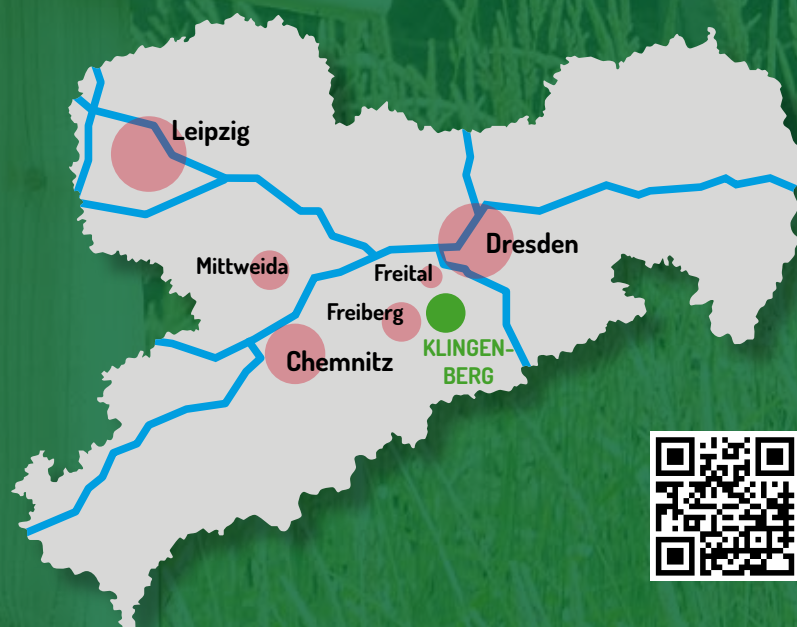 Leipzig
Dresden
Mittweida
Freital
Freiberg
KLINGEN-
BERG
Chemnitz